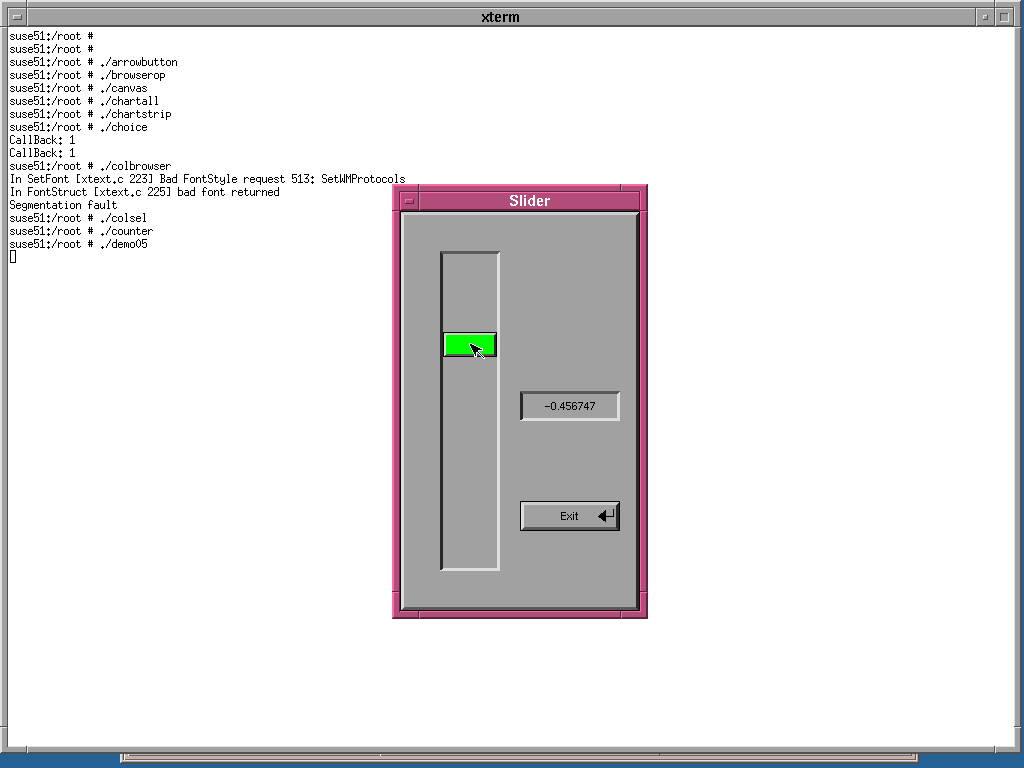 xterm
suse51:/root #
suse51:/root #
suse51:/root # ./arrowbutton
suse51:/root # ./browserop
suse51:/root # ./canvas
suse51:/root # ./chartall
suse51:/root # ./chartstrip
suse51:/root # ./choice
CallBack: 1
CallBack: 1
suse51:/root # ./colbrowser
In SetFont [xtext.c 223] Bad FontStyle request 513: SetWMProtocols
In FontStruct [xtext.c 225] bad font returned
Segmentation fault
suse51:/root # ./colsel
suse51:/root # ./counter
suse51:/root # ./demo05
Slider
-0.456747
Exit